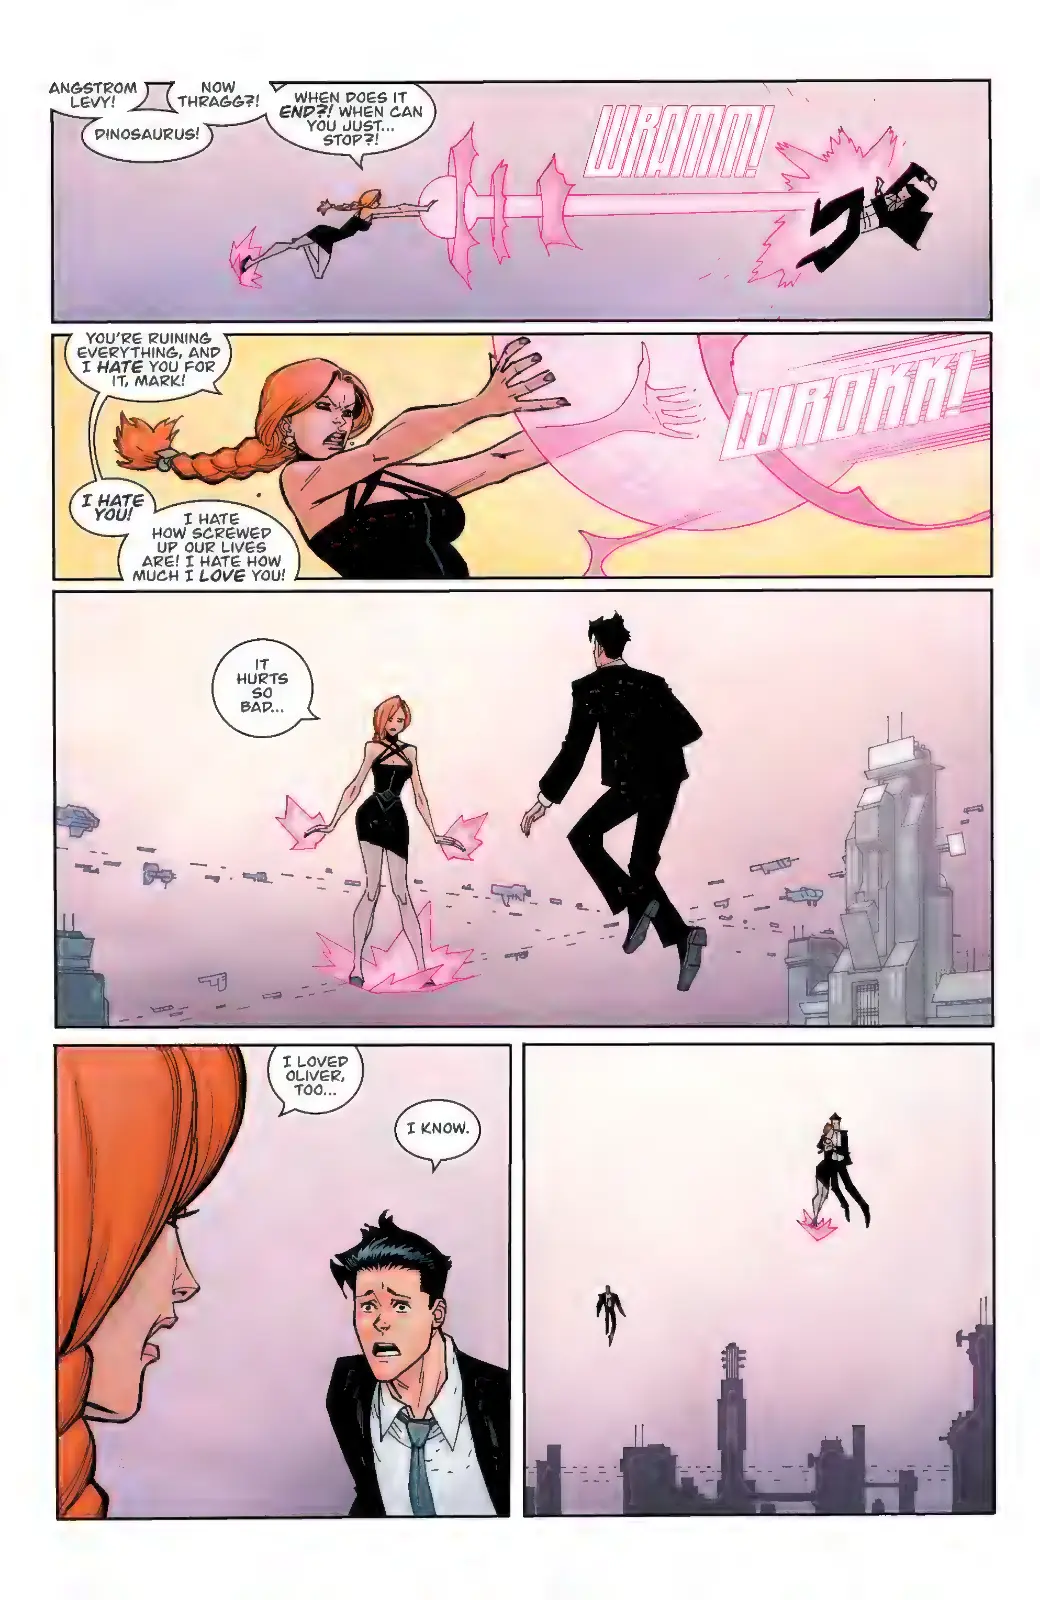 ANGSTROM
LEVY!
DINOSAURUS!
NOW
THRAGG?!
WHEN DOES IT
END?! WHEN CAN
YOU JUST...
STOP?!
WRAMM!
YOU'RE RUINING
EVERYTHING, AND
I HATE YOU FOR
IT, MARK!
I HATE
YOU!
I HATE
HOW SCREWED
UP OUR LIVES
ARE! I HATE HOW
MUCH I LOVE YOU!
WROKK!
IT
HURTS
SO
BAD...
I LOVED
OLIVER,
TOO...
I KNOW.